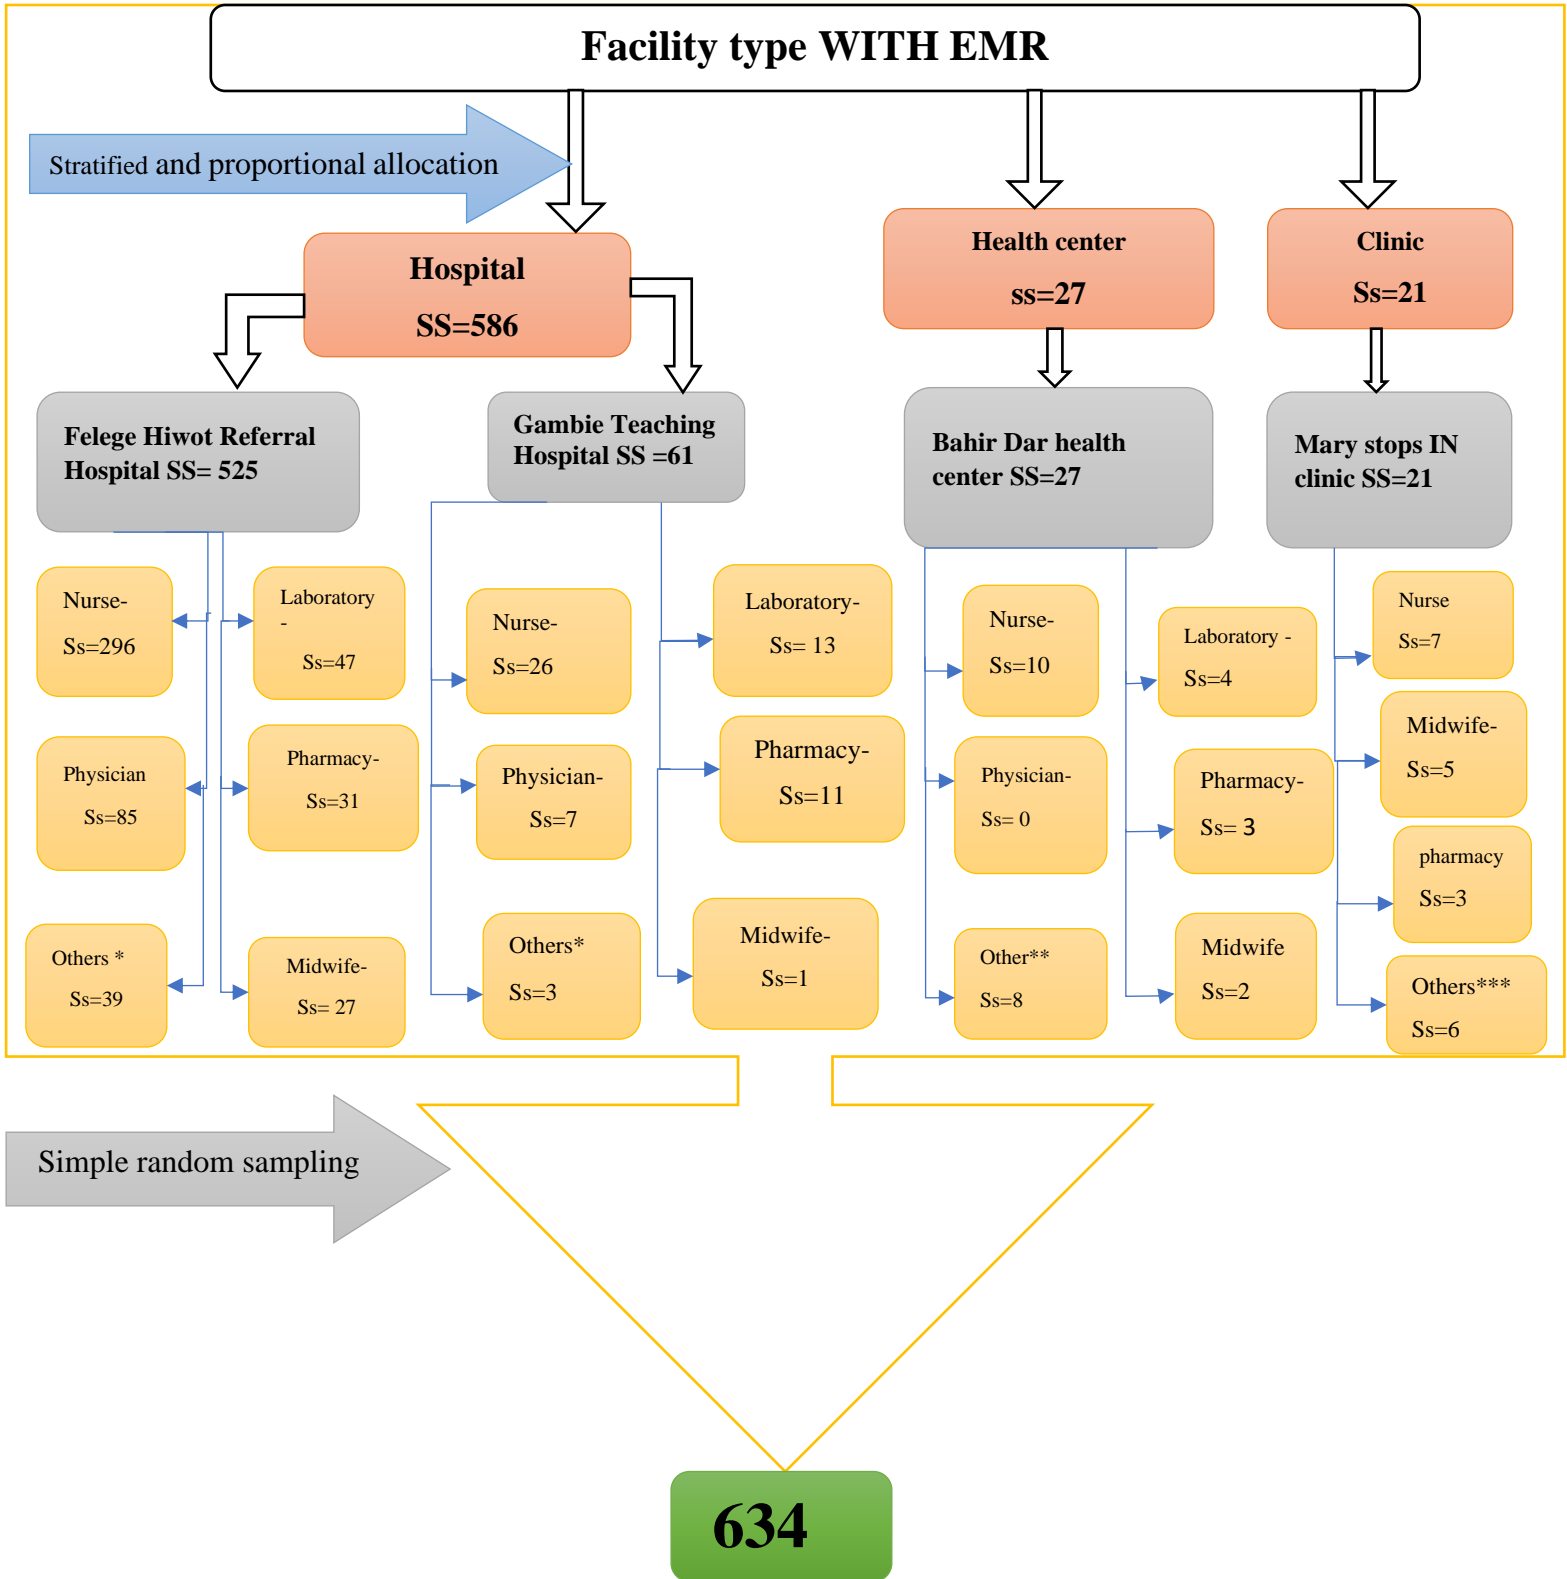 Facility type WITH EMR
Stratified and proportional allocation
Hospital
SS=586
Health center
ss=27
Clinic
Ss=21
Felege Hiwot Referral
Hospital SS= 525
Gambie Teaching
Hospital SS =61
Bahir Dar health
center SS=27
Mary stops IN
clinic SS=21
Nurse-
Ss=296
Laboratory
-
Ss=47
Physician
Ss=85
Pharmacy-
Ss=31
Others *
Ss=39
Midwife-
Ss= 27
Nurse-
Ss=26
Laboratory-
Ss= 13
Physician-
Ss=7
Pharmacy-
Ss=11
Others*
Ss=3
Midwife-
Ss=1
Nurse-
Ss=10
Laboratory -
Ss=4
Physician-
Ss= 0
Pharmacy-
Ss= 3
Other**
Ss=8
Midwife
Ss=2
Nurse
Ss=7
Midwife-
Ss=5
pharmacy
Ss=3
Others***
Ss=6
Simple random sampling
634